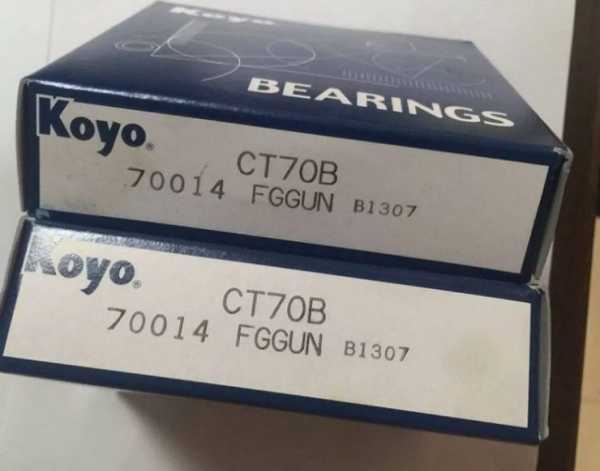 Koyo
BEARINGS
Koyo®
CT70B
70014 FGGUN B1307
Koyo®
CT70B
70014 FGGUN B1307